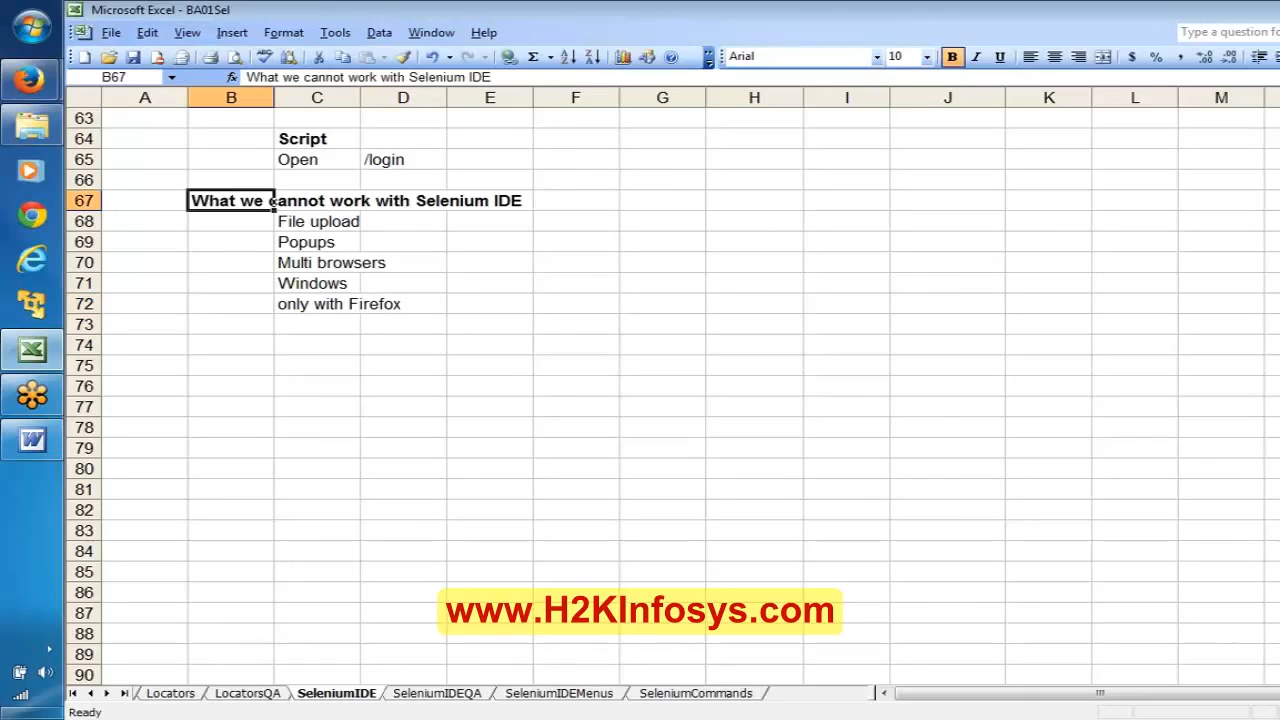 Microsoft Excel - BA01Sel
File Edit View Insert Format Tools Data Window Help
Type a question fo
Arial 10 B I U $ % ,
B67 fx What we cannot work with Selenium IDE
A B C D E F G H I J K L M
63
64 Script
65 Open /login
66
67 What we cannot work with Selenium IDE
68 File upload
69 Popups
70 Multi browsers
71 Windows
72 only with Firefox
73
74
75
76
77
78
79
80
81
82
83
84
85
86
87
88
89
90
www.H2KInfosys.com
Locators LocatorsQA SeleniumIDE SeleniumIDEQA SeleniumIDEMenus SeleniumCommands
Ready